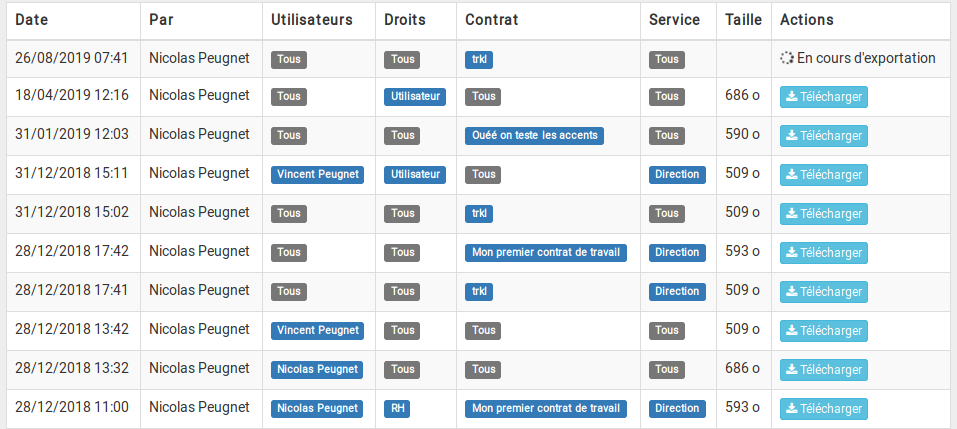 Date Par Utilisateurs Droits Contrat Service Taille Actions
26/08/2019 07:41 Nicolas Peugnet Tous Tous trkl Tous En cours d'exportation
18/04/2019 12:16 Nicolas Peugnet Tous Utilisateur Tous Tous 686 o Télécharger
31/01/2019 12:03 Nicolas Peugnet Tous Tous Ouéé on teste les accents Tous 590 o Télécharger
31/12/2018 15:11 Nicolas Peugnet Vincent Peugnet Utilisateur Tous Direction 509 o Télécharger
31/12/2018 15:02 Nicolas Peugnet Tous Tous trkl Tous 509 o Télécharger
28/12/2018 17:42 Nicolas Peugnet Tous Tous Mon premier contrat de travail Direction 593 o Télécharger
28/12/2018 17:41 Nicolas Peugnet Tous Tous trkl Direction 509 o Télécharger
28/12/2018 13:42 Nicolas Peugnet Vincent Peugnet Tous Tous Tous 509 o Télécharger
28/12/2018 13:32 Nicolas Peugnet Nicolas Peugnet Tous Tous Tous 686 o Télécharger
28/12/2018 11:00 Nicolas Peugnet Nicolas Peugnet RH Mon premier contrat de travail Direction 593 o Télécharger